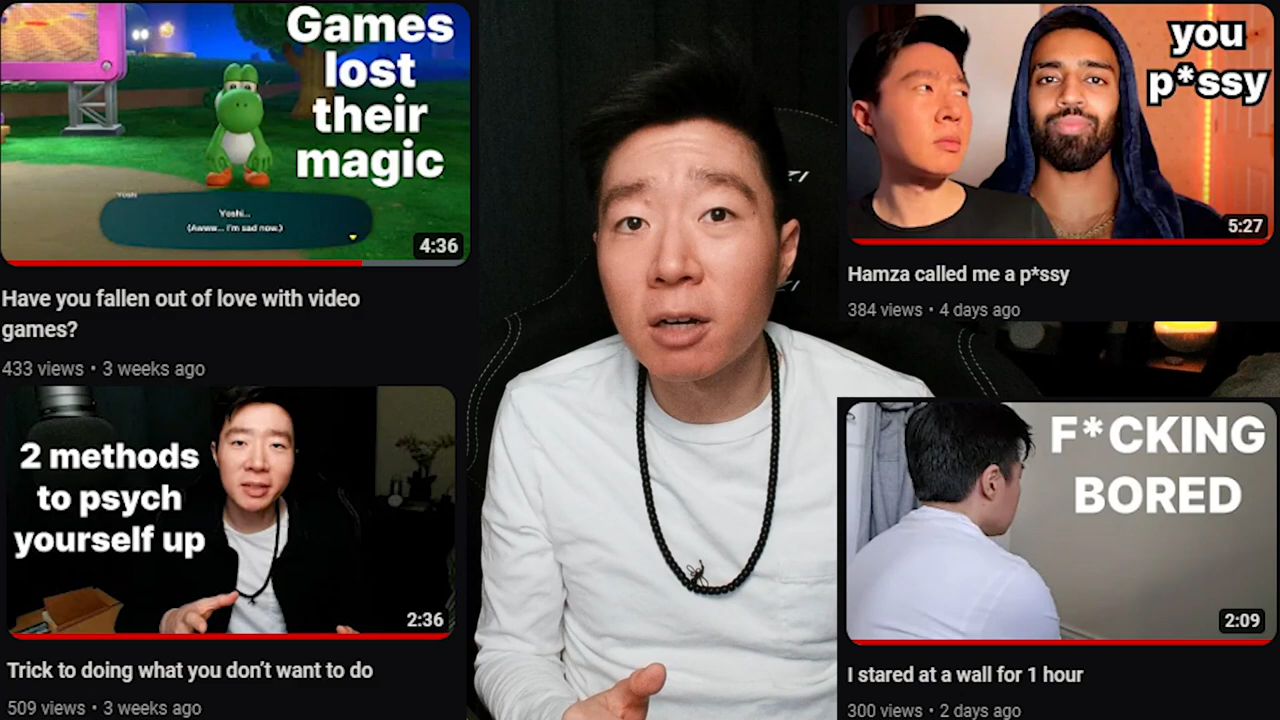 Games
lost
their
magic
Yoshi
Yoshi...
(Awww... I'm sad now.)
4:36
Have you fallen out of love with video
games?
433 views • 3 weeks ago
2 methods
to psych
yourself up
2:36
Trick to doing what you don't want to do
509 views • 3 weeks ago
you
p*ssy
5:27
Hamza called me a p*ssy
384 views • 4 days ago
F*CKING
BORED
2:09
I stared at a wall for 1 hour
300 views • 2 days ago